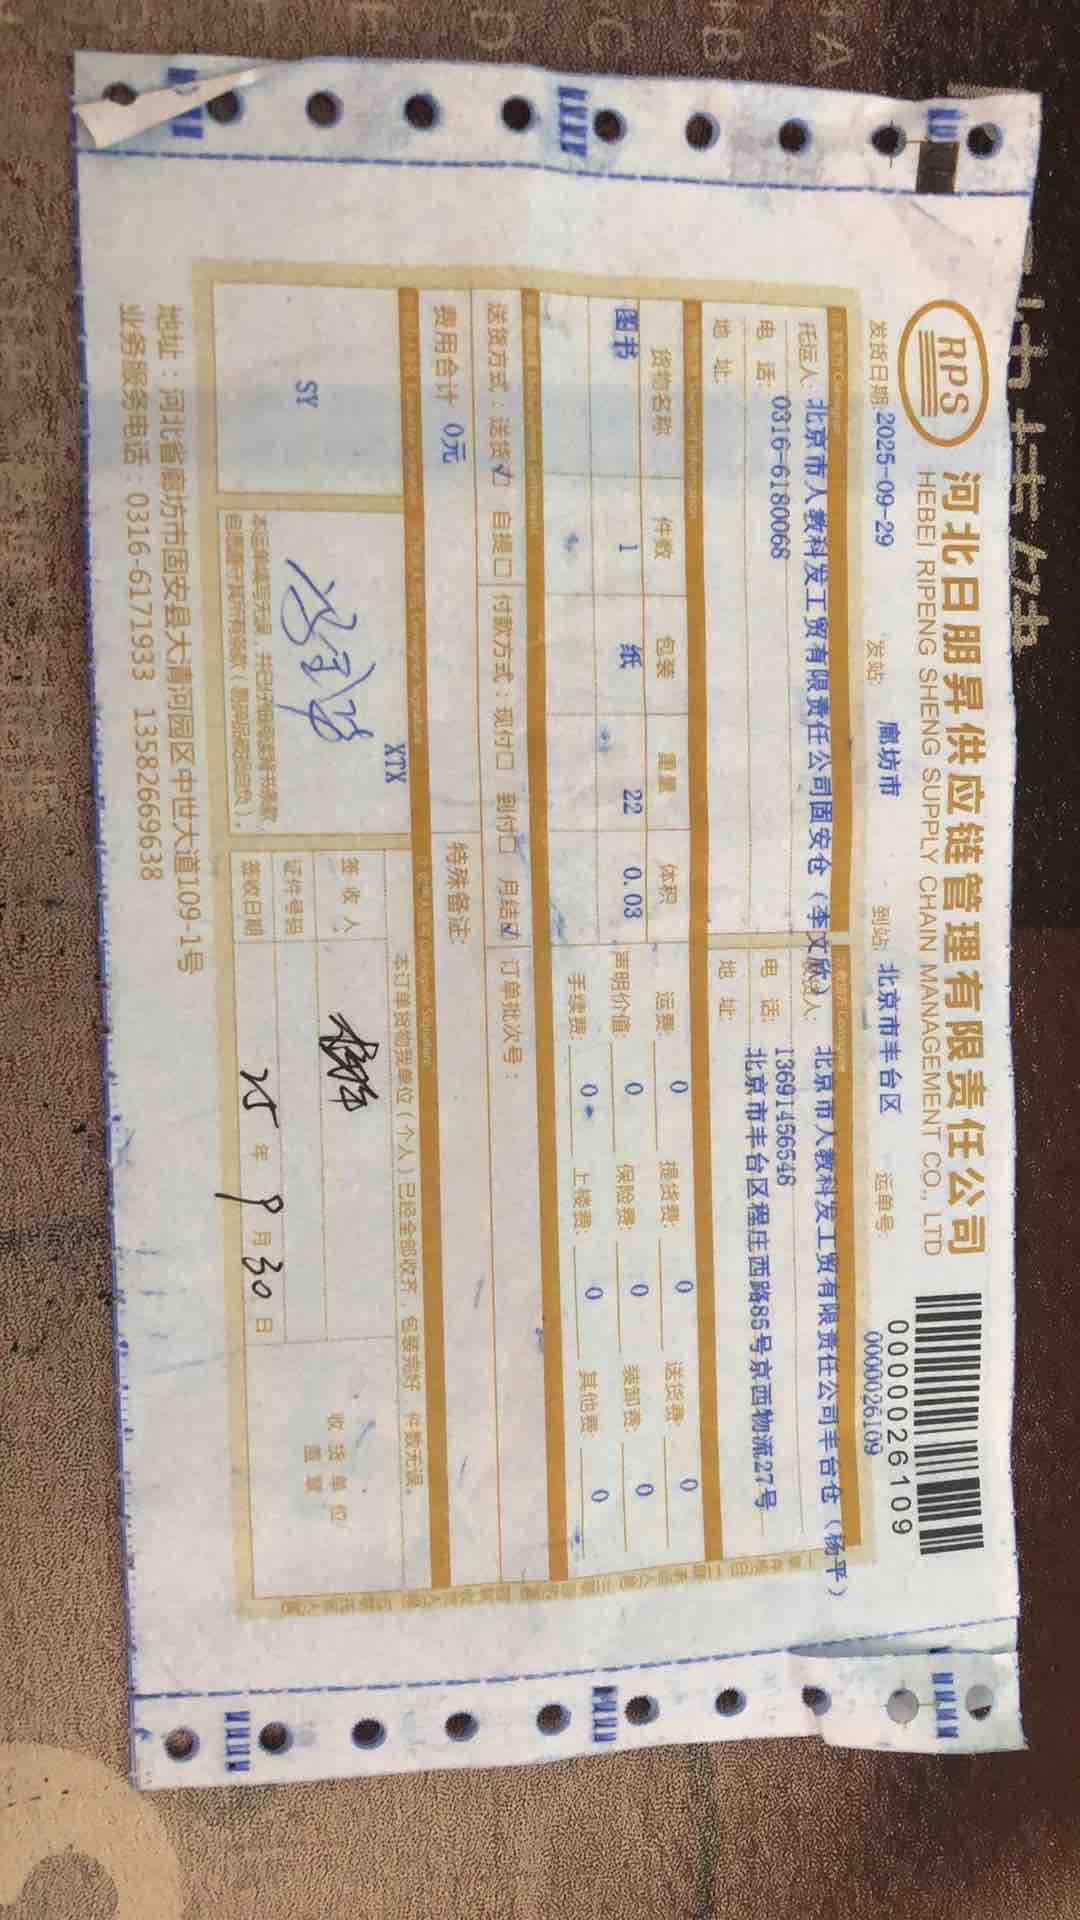 RPS
河北日朋昇供应链管理有限责任公司
HEBEI RIPENG SHENG SUPPLY CHAIN MANAGEMENT CO., LTD
0000026109
发货日期 2025-09-29 发站: 廊坊市 到站: 北京市丰台区 运单号: 0000026109
托运人: 北京市人教科发工贸有限责任公司固安仓（李文欣）
电 话: 0316-6180068
地 址:
北京市人教科发工贸有限责任公司丰台仓（杨平）
电 话: 13691456548
地 址: 北京市丰台区程庄西路85号京西物流27号
货物名称 件数 包装 重量 体积
图书 1 纸 22 0.03
运费: 0 提货费: 0 送货费: 0
声明价值: 0 保险费: 0 装卸费: 0
手续费: 0 上楼费: 0 其他费: 0
送货方式: 送货☑ 自提□ 付款方式: 现付□ 到付□ 月结☑ 订单批次号:
费用合计 0元 特殊备注:
SY
XTX
本订单货物我单位（个人）已经全部收齐，包装完好，件数无误。
签 收 人
证件号码
签收日期 25 年 9 月 30 日
收 货 单 位
盖 章
地址：河北省廊坊市固安县大清河园区中世大道109-1号
业务服务电话：0316-6171933 13582669638